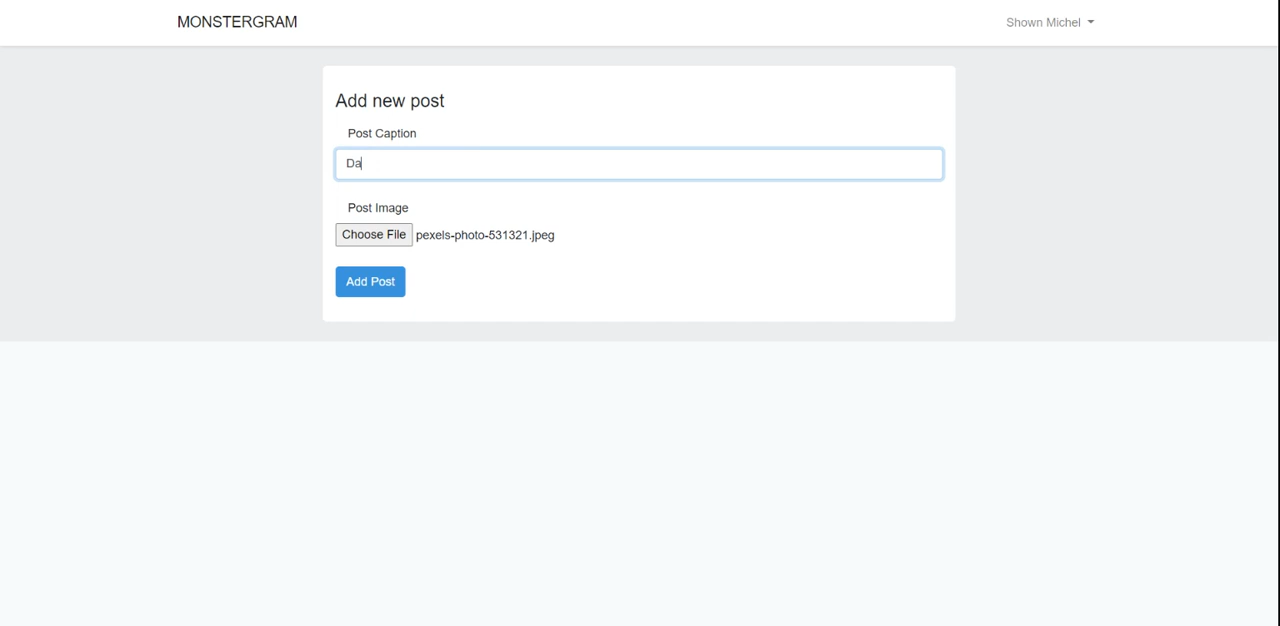 MONSTERGRAM
Shown Michel
Add new post
Post Caption
Da
Post Image
Choose File pexels-photo-531321.jpeg
Add Post